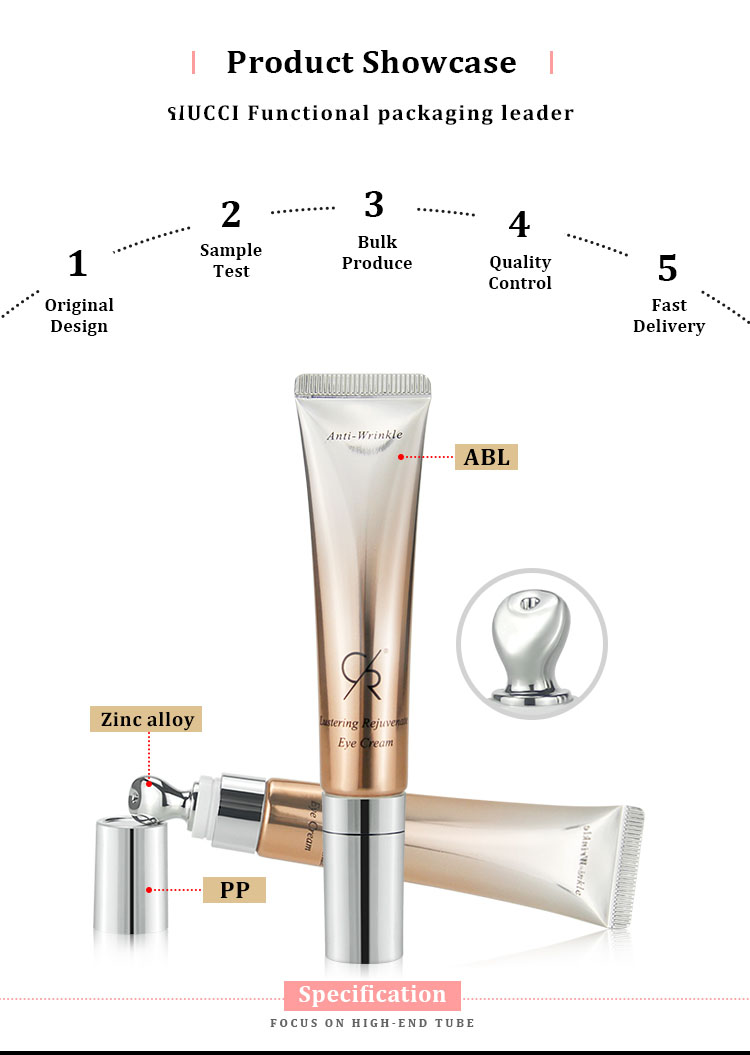 Product Showcase
Functional packaging leader
1
Original
Design
2
Sample
Test
3
Bulk
Produce
4
Quality
Control
5
Fast
Delivery
Anti-Wrinkle
ABL
C/R®
Lustering
Eye Cream
Zinc alloy
Eye Cream
Anti-Wrinkle
PP
Specification
FOCUS ON HIGH-END TUBE